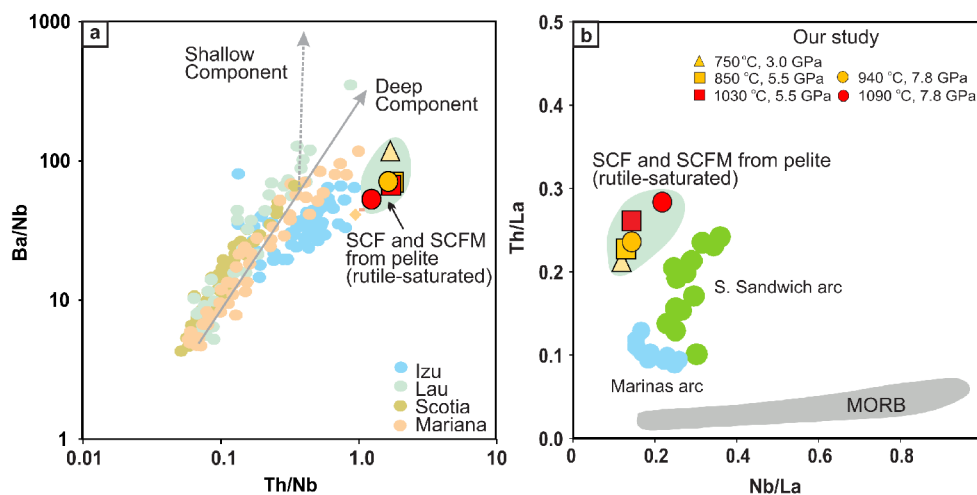 a
1000
100
10
1
Ba/Nb
0.01
0.1
1.0
10
Th/Nb
Shallow
Component
Deep
Component
SCF and SCFM
from pelite
(rutile-saturated)
Izu
Lau
Scotia
Mariana
b
0.5
0.4
0.3
0.2
0.1
0.0
Th/La
0
0.2
0.4
0.6
0.8
Nb/La
Our study
750 °C, 3.0 GPa
850 °C, 5.5 GPa
940 °C, 7.8 GPa
1030 °C, 5.5 GPa
1090 °C, 7.8 GPa
SCF and SCFM from pelite
(rutile-saturated)
S. Sandwich arc
Marinas arc
MORB